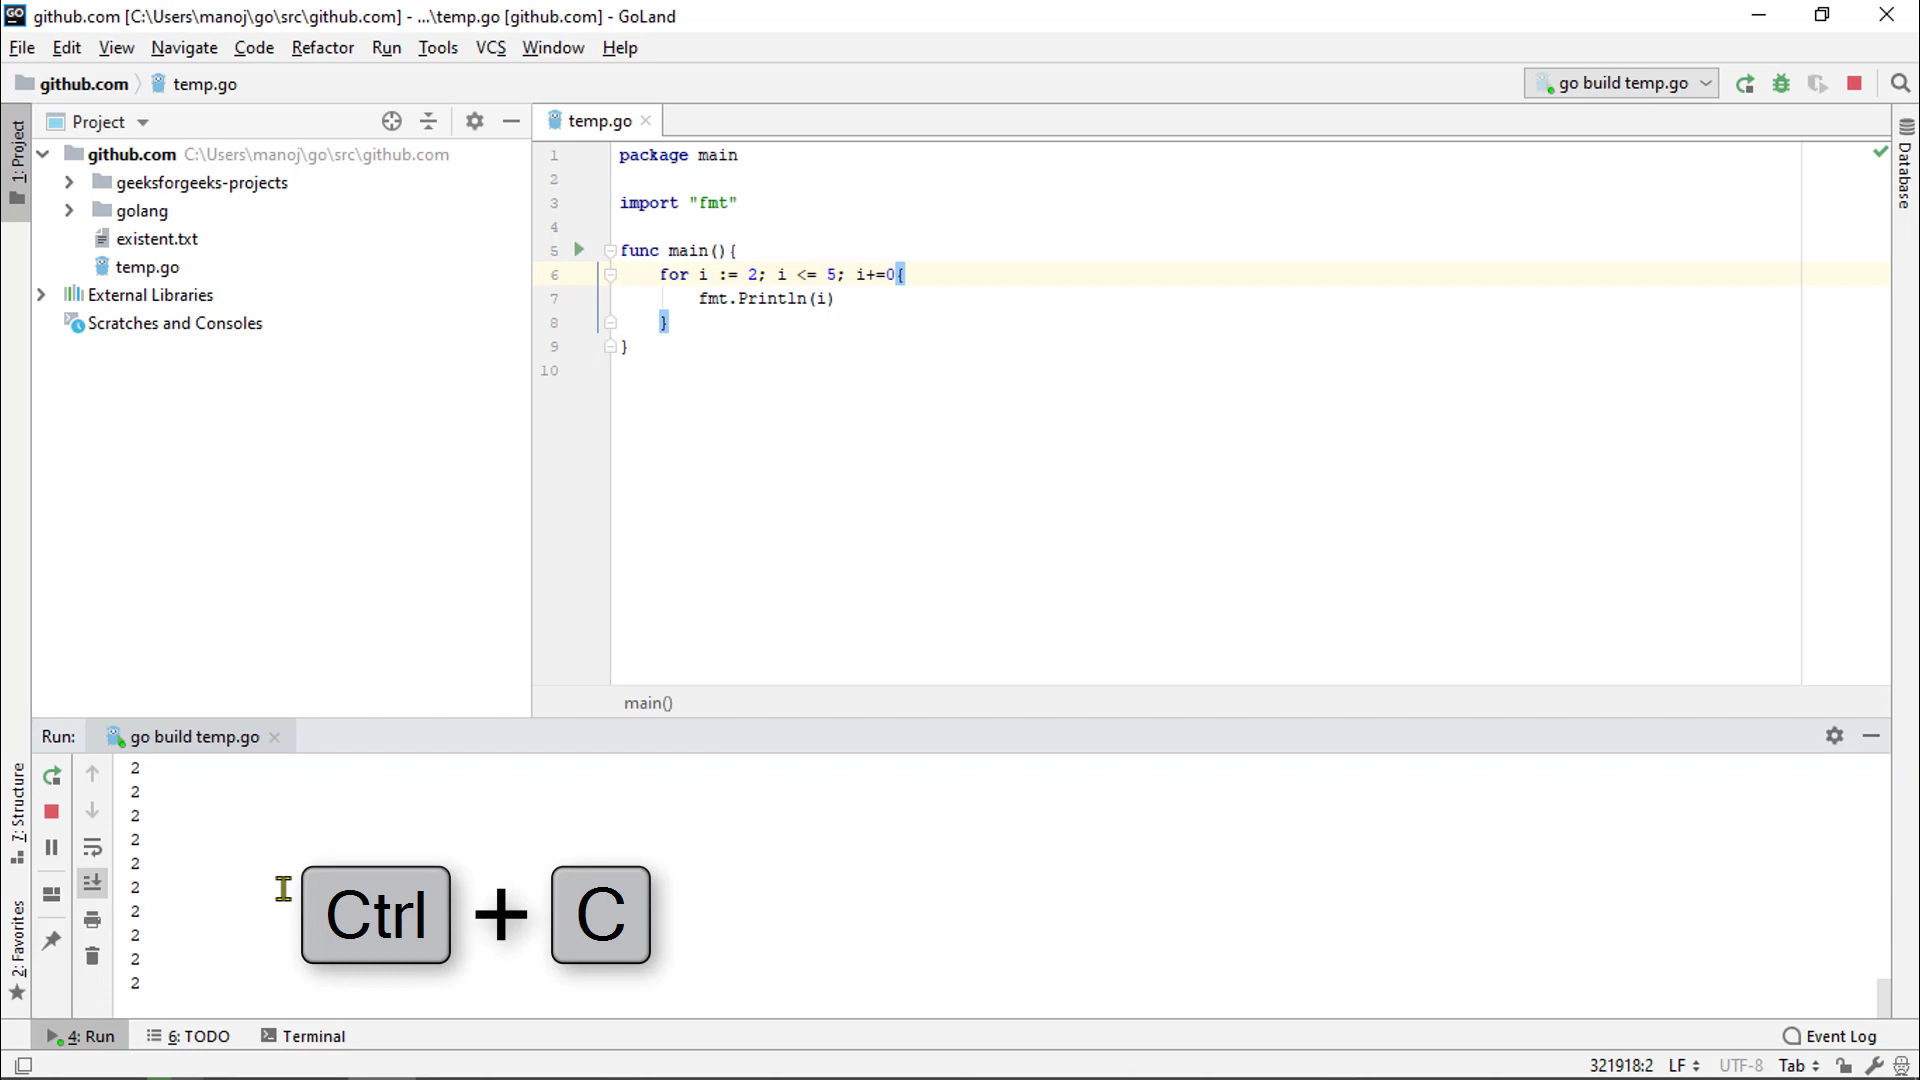 GO github.com [C:\Users\manoj\go\src\github.com] - ...\temp.go [github.com] - GoLand
File Edit View Navigate Code Refactor Run Tools VCS Window Help
github.com temp.go go build temp.go
1: Project
Project
temp.go
github.com C:\Users\manoj\go\src\github.com
geeksforgeeks-projects
golang
existent.txt
temp.go
External Libraries
Scratches and Consoles
1 package main
2
3 import "fmt"
4
5 func main(){
6 for i := 2; i <= 5; i+=0{
7 fmt.Println(i)
8 }
9 }
10
main()
Database
Run: go build temp.go
2
2
2
2
2
2
2
2
2
2
Ctrl + C
7: Structure
2: Favorites
4: Run 6: TODO Terminal Event Log
321918:2 LF UTF-8 Tab